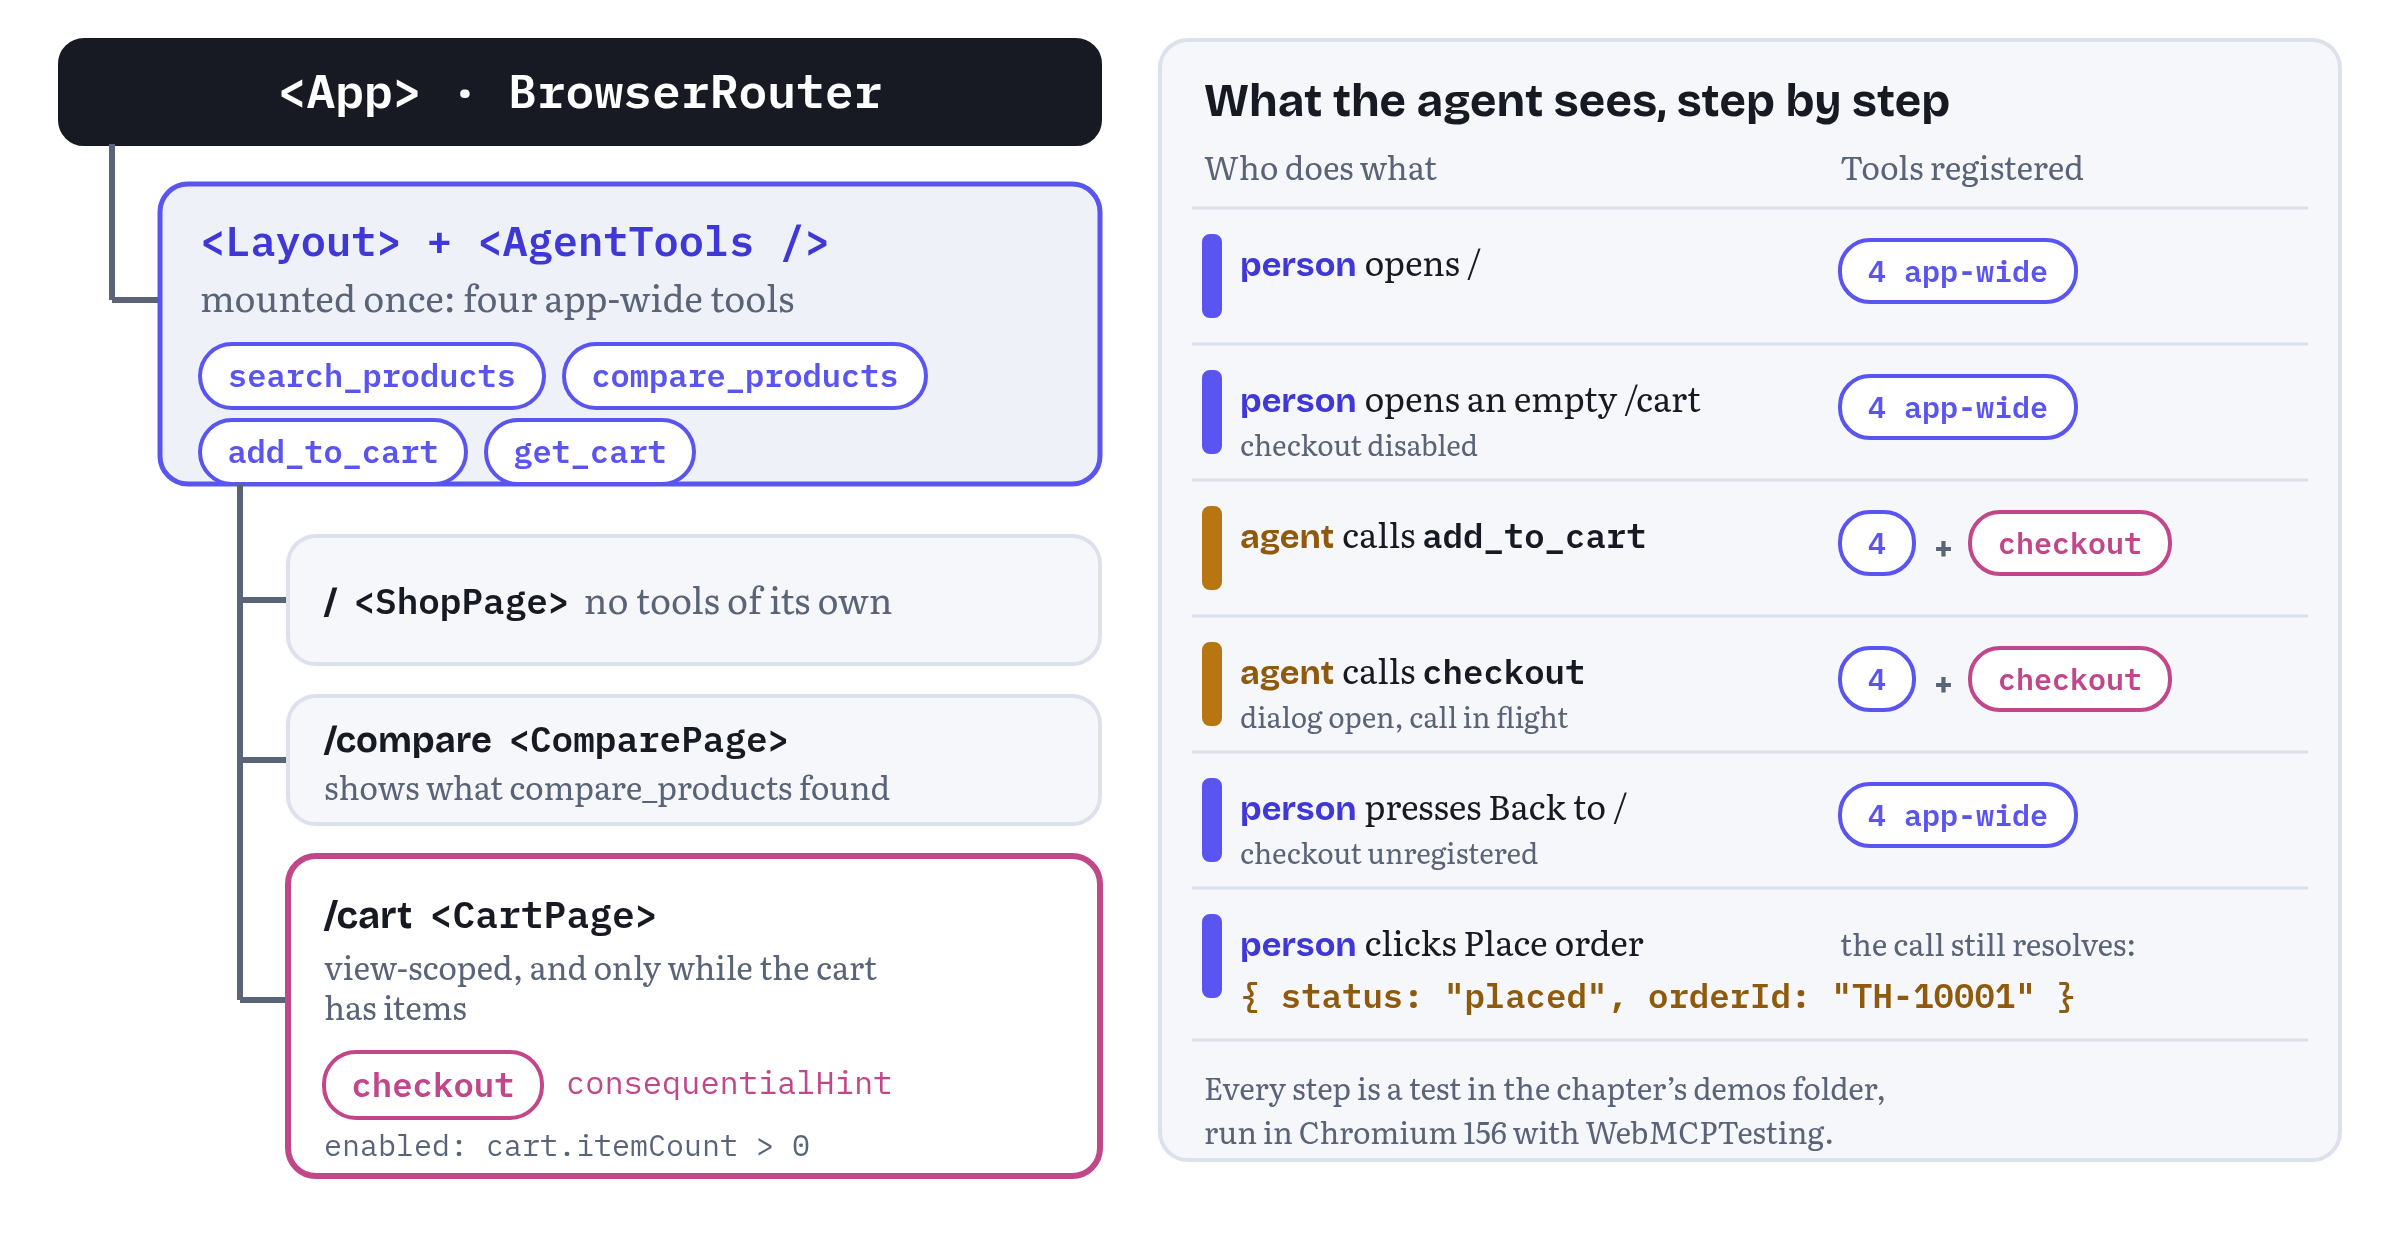 <App> · BrowserRouter
<Layout> + <AgentTools />
mounted once: four app-wide tools
search_products compare_products
add_to_cart get_cart
/ <ShopPage> no tools of its own
/compare <ComparePage>
shows what compare_products found
/cart <CartPage>
view-scoped, and only while the cart
has items
checkout consequentialHint
enabled: cart.itemCount > 0
What the agent sees, step by step
Who does what Tools registered
person opens / 4 app-wide
person opens an empty /cart 4 app-wide
checkout disabled
agent calls add_to_cart 4 + checkout
agent calls checkout 4 + checkout
dialog open, call in flight
person presses Back to / 4 app-wide
checkout unregistered
person clicks Place order the call still resolves:
{ status: "placed", orderId: "TH-10001" }
Every step is a test in the chapter’s demos folder,
run in Chromium 156 with WebMCPTesting.